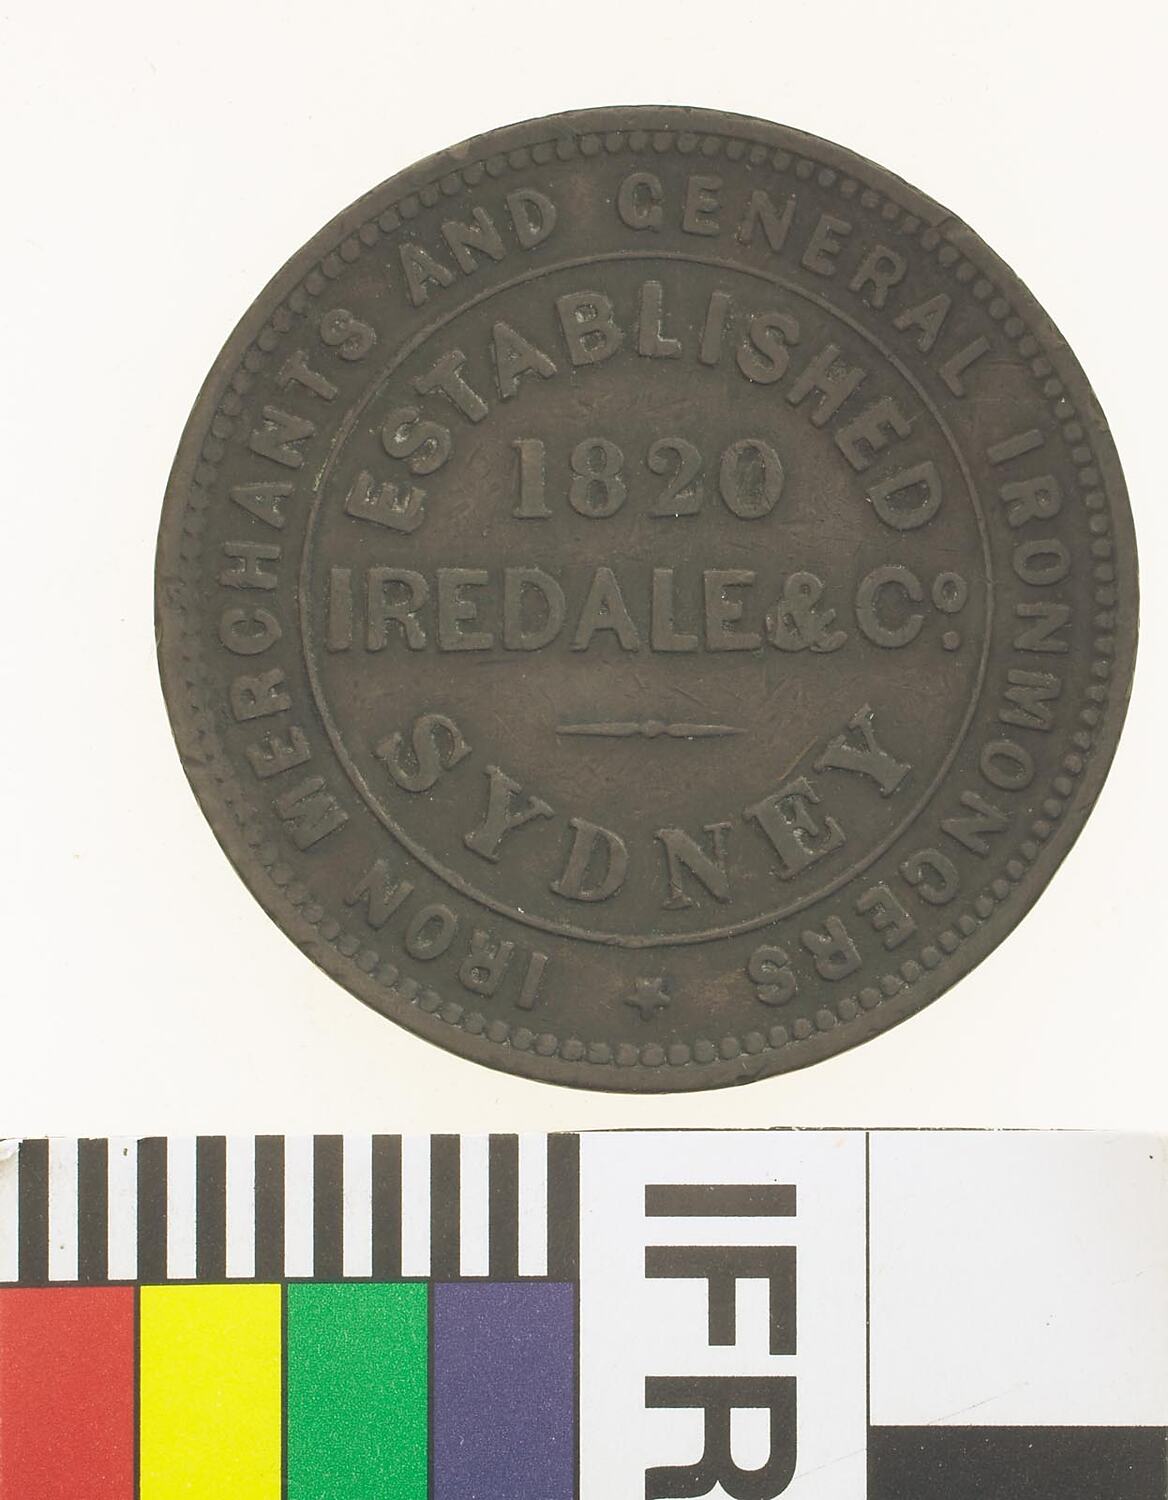 IRON MERCHANTS AND GENERAL IRONMONGERS
ESTABLISHED
1820
IREDALE & Co.
SYDNEY
IFR